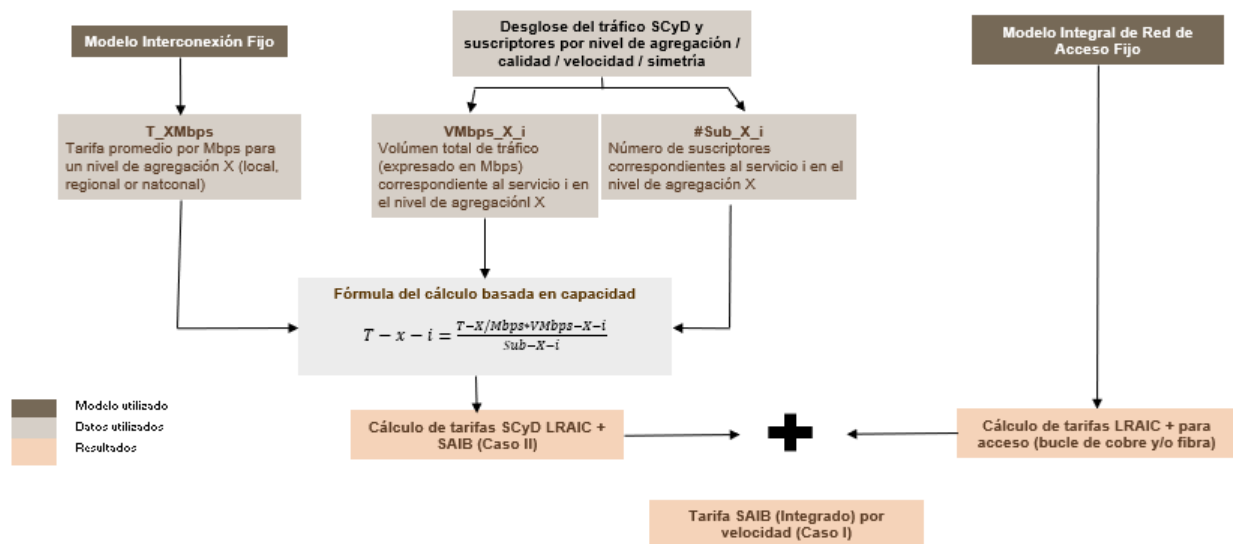 Modelo Interconexión Fijo
Desglose del tráfico SCyD y
suscriptores por nivel de agregación /
calidad / velocidad / simetría
Modelo Integral de Red de
Acceso Fijo
T_XMbps
Tarifa promedio por Mbps para
un nivel de agregación X (local,
regional or natconal)
VMbps_X_i
Volúmen total de tráfico
(expresado en Mbps)
correspondiente al servicio i en
el nivel de agregaciónl X
#Sub_X_i
Número de suscriptores
correspondientes al servicio i en el
nivel de agregación X
Fórmula del cálculo basada en capacidad
T − x − i = T−X/Mbps*VMbps−X−i
Sub−X−i
Modelo utilizado
Datos utilizados
Resultados
Cálculo de tarifas SCyD LRAIC +
SAIB (Caso II)
Cálculo de tarifas LRAIC + para
acceso (bucle de cobre y/o fibra)
Tarifa SAIB (Integrado) por
velocidad (Caso I)